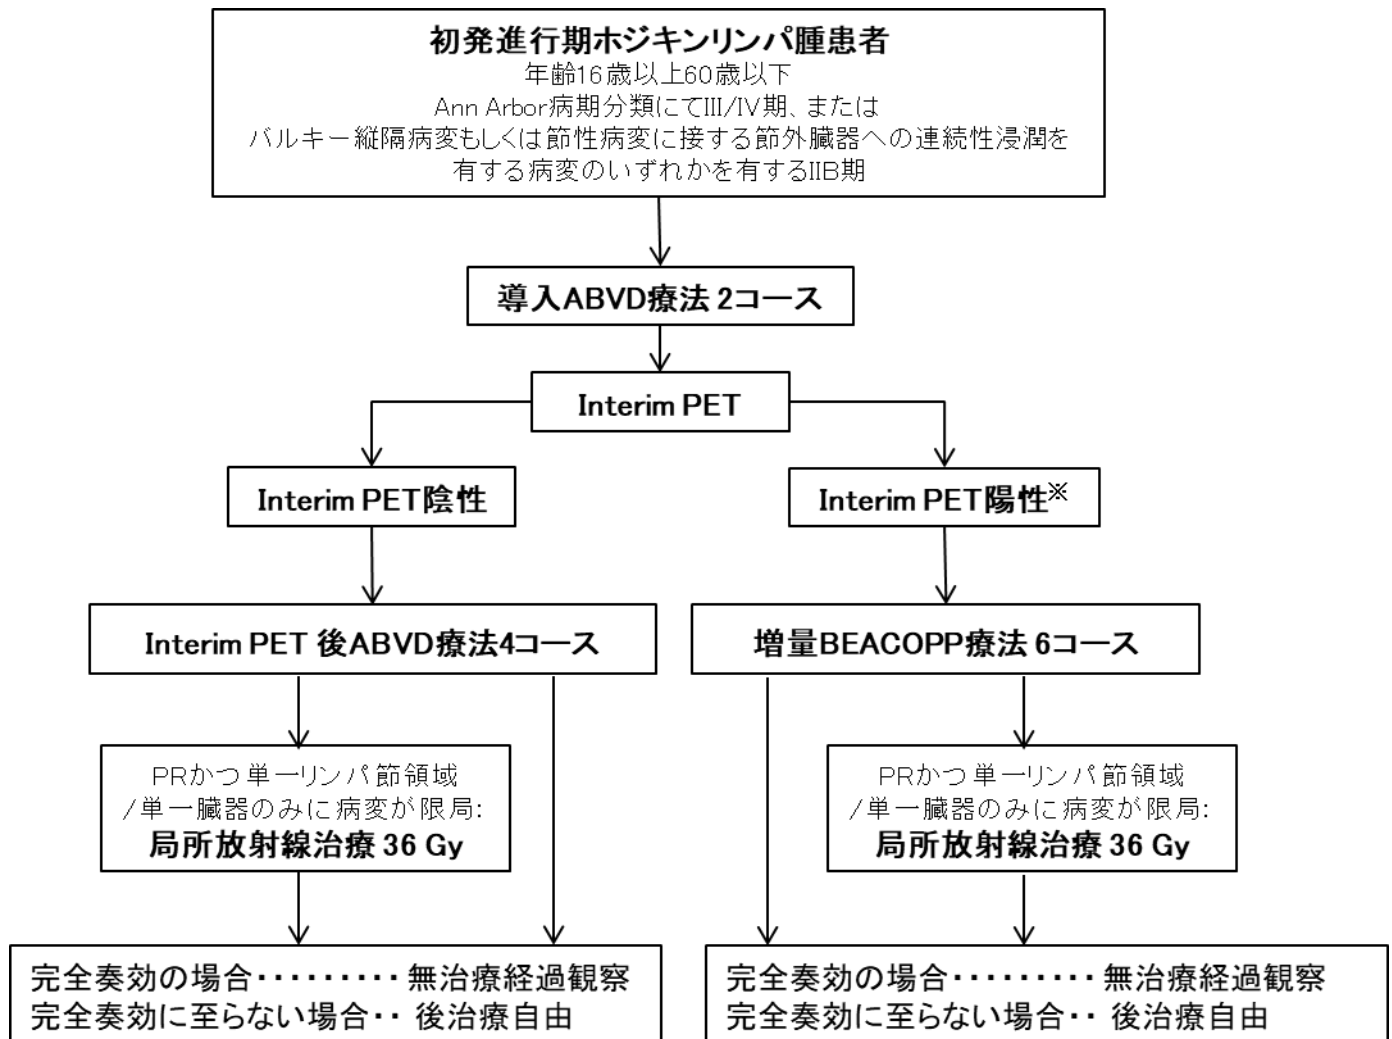 初発進行期ホジキンリンパ腫患者
年齢16歳以上60歳以下
Ann Arbor病期分類にてIII/IV期、または
バルキー縦隔病変もしくは節性病変に接する節外臓器への連続性浸潤を
有する病変のいずれかを有するIIB期
導入ABVD療法 2コース
Interim PET
Interim PET陰性
Interim PET陽性※
Interim PET 後ABVD療法4コース
増量BEACOPP療法 6コース
PRかつ単一リンパ節領域
/単一臓器のみに病変が限局:
局所放射線治療 36 Gy
PRかつ単一リンパ節領域
/単一臓器のみに病変が限局:
局所放射線治療 36 Gy
完全奏効の場合・・・・・・・・・ 無治療経過観察
完全奏効に至らない場合・・ 後治療自由
完全奏効の場合・・・・・・・・・ 無治療経過観察
完全奏効に至らない場合・・ 後治療自由